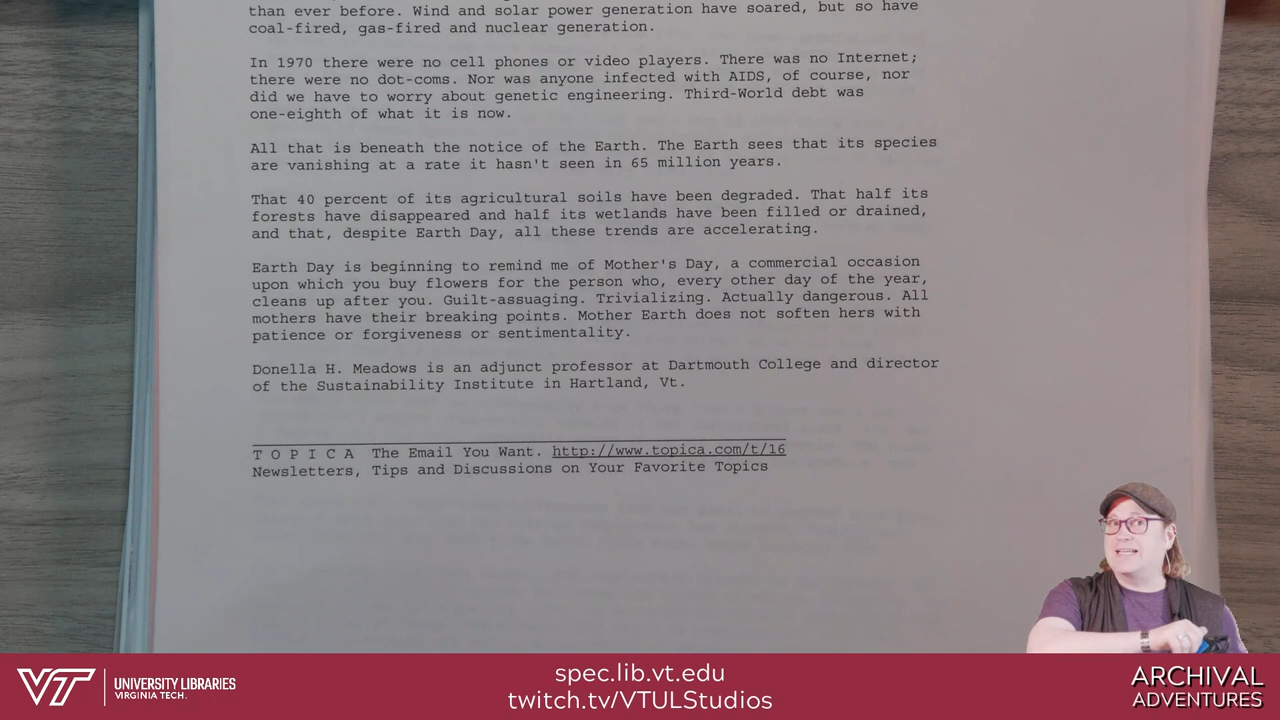 than ever before. Wind and solar power generation have soared, but so have
coal-fired, gas-fired and nuclear generation.
In 1970 there were no cell phones or video players. There was no Internet;
there were no dot-coms. Nor was anyone infected with AIDS, of course, nor
did we have to worry about genetic engineering. Third-World debt was
one-eighth of what it is now.
All that is beneath the notice of the Earth. The Earth sees that its species
are vanishing at a rate it hasn't seen in 65 million years.
That 40 percent of its agricultural soils have been degraded. That half its
forests have disappeared and half its wetlands have been filled or drained,
and that, despite Earth Day, all these trends are accelerating.
Earth Day is beginning to remind me of Mother's Day, a commercial occasion
upon which you buy flowers for the person who, every other day of the year,
cleans up after you. Guilt-assuaging. Trivializing. Actually dangerous. All
mothers have their breaking points. Mother Earth does not soften hers with
patience or forgiveness or sentimentality.
Donella H. Meadows is an adjunct professor at Dartmouth College and director
of the Sustainability Institute in Hartland, Vt.
T O P I C A The Email You Want. http://www.topica.com/t/16
Newsletters, Tips and Discussions on Your Favorite Topics
VT UNIVERSITY LIBRARIES
VIRGINIA TECH.
spec.lib.vt.edu
twitch.tv/VTULStudios
ARCHIVAL
ADVENTURES